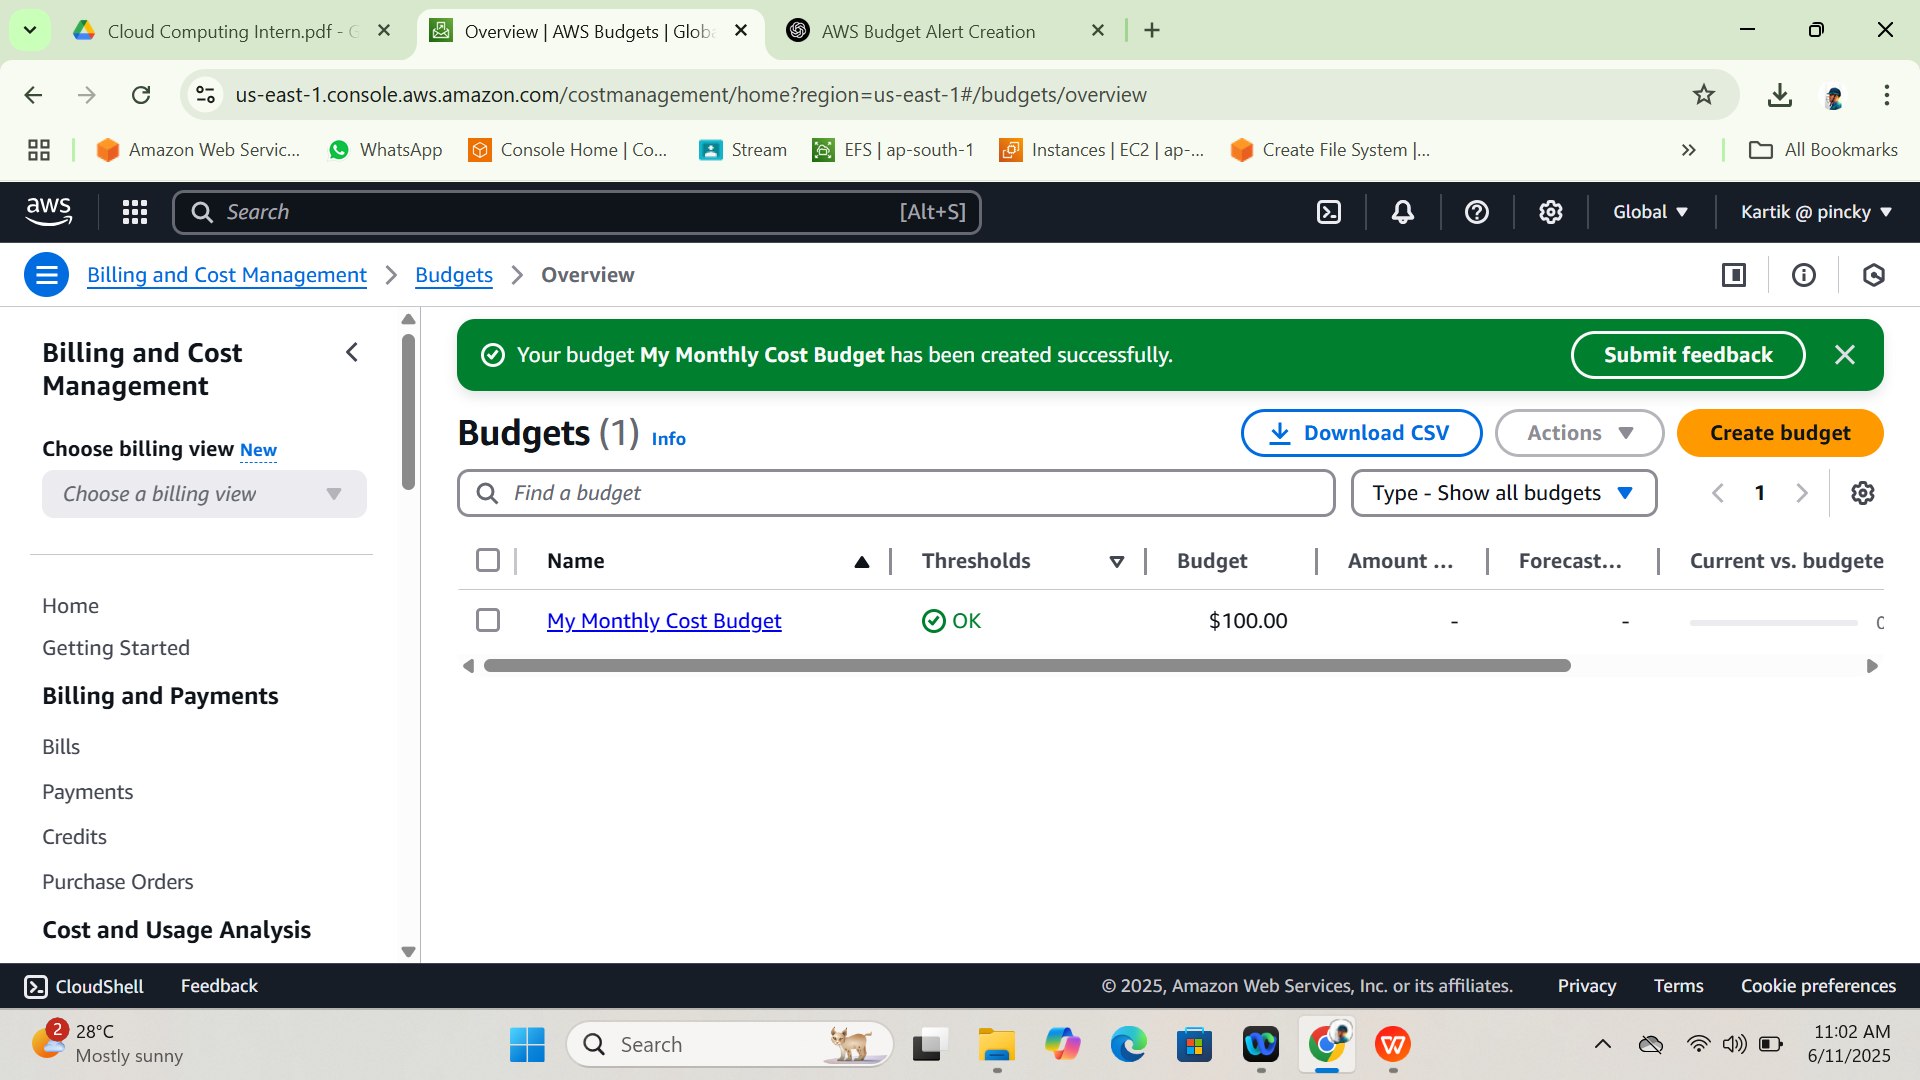 Cloud Computing Intern.pdf - G
Overview | AWS Budgets | Globa
AWS Budget Alert Creation
us-east-1.console.aws.amazon.com/costmanagement/home?region=us-east-1#/budgets/overview
Amazon Web Servic...
WhatsApp
Console Home | Co...
Stream
EFS | ap-south-1
Instances | EC2 | ap-...
Create File System |...
All Bookmarks
aws
Search
[Alt+S]
Global
Kartik @ pincky
Billing and Cost Management
Budgets
Overview
Billing and Cost
Management
Choose billing view New
Choose a billing view
Home
Getting Started
Billing and Payments
Bills
Payments
Credits
Purchase Orders
Cost and Usage Analysis
Your budget My Monthly Cost Budget has been created successfully.
Submit feedback
Budgets (1) Info
Download CSV
Actions
Create budget
Find a budget
Type - Show all budgets
1
Name
Thresholds
Budget
Amount ...
Forecast...
Current vs. budgete
My Monthly Cost Budget
OK
$100.00
-
-
CloudShell
Feedback
© 2025, Amazon Web Services, Inc. or its affiliates.
Privacy
Terms
Cookie preferences
2
28°C
Mostly sunny
Search
11:02 AM
6/11/2025